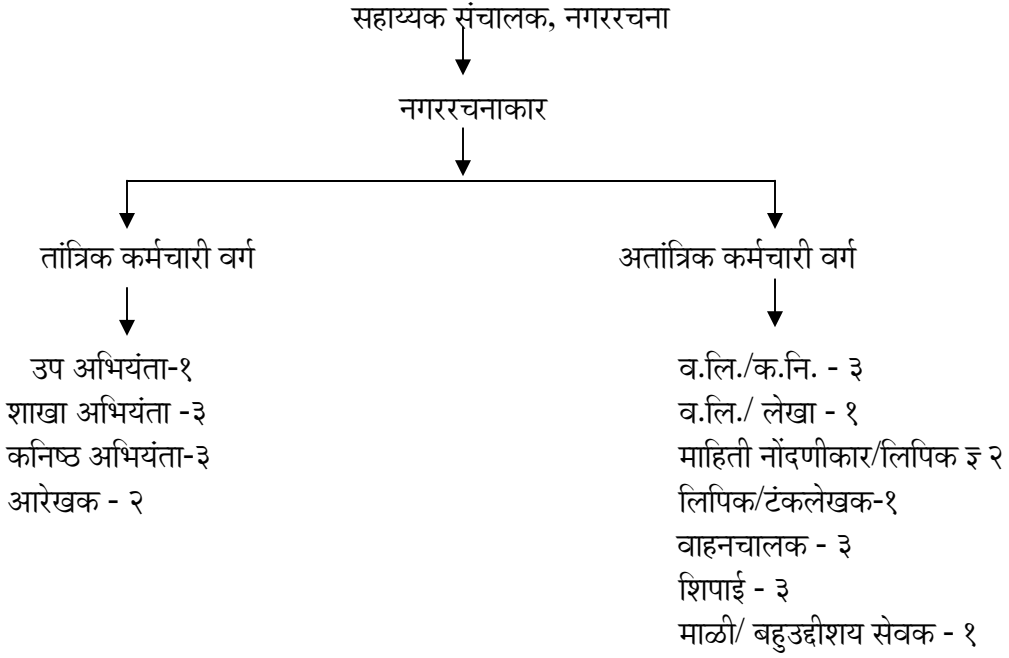 सहाय्यक संचालक, नगररचना
नगररचनाकार
तांत्रिक कर्मचारी वर्ग
उप अभियंता-१
शाखा अभियंता -३
कनिष्ठ अभियंता-३
आरेखक - २
अतांत्रिक कर्मचारी वर्ग
व.लि./क.नि. - ३
व.लि./ लेखा - १
माहिती नोंदणीकार/लिपिक २
लिपिक/टंकलेखक-१
वाहनचालक - ३
शिपाई - ३
माळी/ बहुउद्दीशय सेवक - १